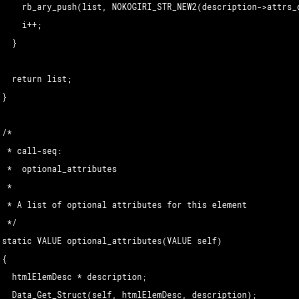 rb_ary_push(list, NOKOGIRI_STR_NEW2(description->attrs_
i++;
}
return list;
}
/*
* call-seq:
*  optional_attributes
*
* A list of optional attributes for this element
*/
static VALUE optional_attributes(VALUE self)
{
htmlElemDesc * description;
Data_Get_Struct(self, htmlElemDesc, description);